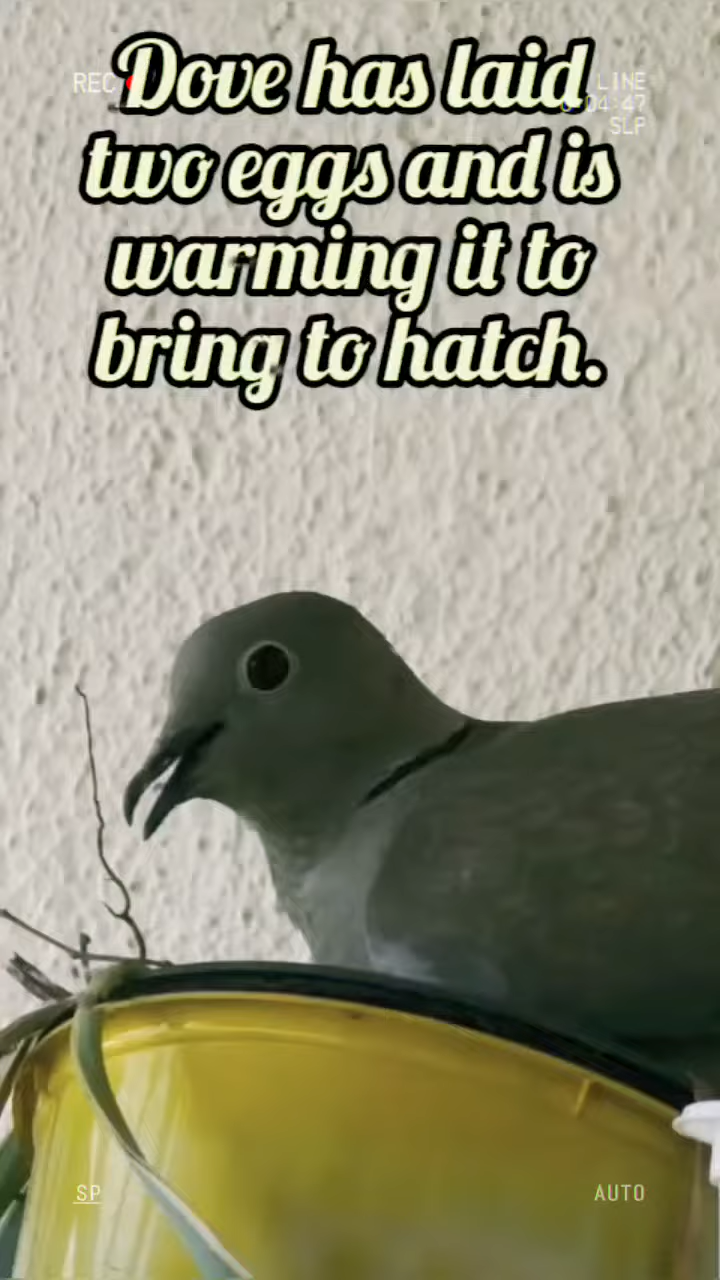 REC
Dove has laid
LINE
04:47
SLP
two eggs and is
warming it to
bring to hatch.
SP
AUTO